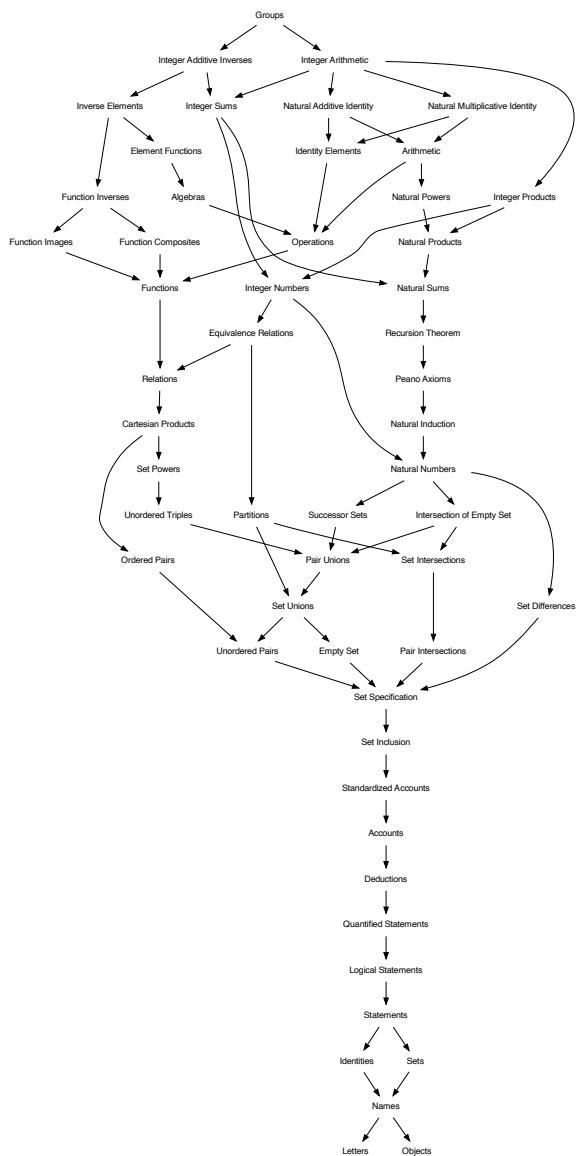 Groups
Integer Additive Inverses
Integer Arithmetic
Inverse Elements
Integer Sums
Natural Additive Identity
Natural Multiplicative Identity
Element Functions
Identity Elements
Arithmetic
Function Inverses
Algebras
Natural Powers
Integer Products
Function Images
Function Composites
Operations
Natural Products
Functions
Integer Numbers
Natural Sums
Equivalence Relations
Recursion Theorem
Relations
Peano Axioms
Cartesian Products
Natural Induction
Set Powers
Natural Numbers
Unordered Triples
Partitions
Successor Sets
Intersection of Empty Set
Ordered Pairs
Pair Unions
Set Intersections
Set Unions
Set Differences
Unordered Pairs
Empty Set
Pair Intersections
Set Specification
Set Inclusion
Standardized Accounts
Accounts
Deductions
Quantified Statements
Logical Statements
Statements
Identities
Sets
Names
Letters
Objects